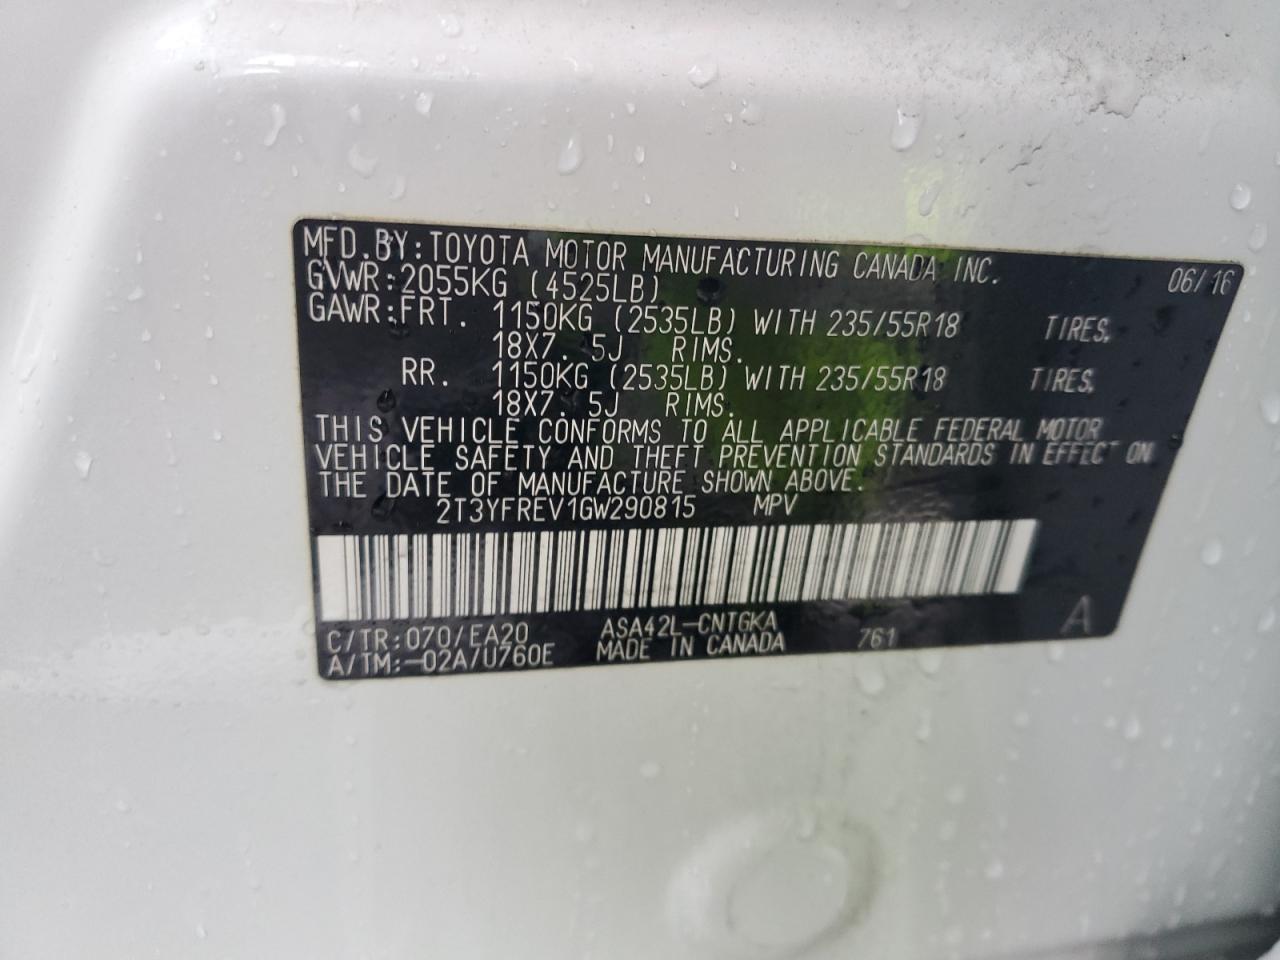 MFD.BY:TOYOTA MOTOR MANUFACTURING CANADA INC. 06/16
GVWR:2055KG (4525LB)
GAWR:FRT. 1150KG (2535LB) WITH 235/55R18 TIRES,
18X7. 5J RIMS.
RR. 1150KG (2535LB) WITH 235/55R18 TIRES,
18X7. 5J RIMS.
THIS VEHICLE CONFORMS TO ALL APPLICABLE FEDERAL MOTOR
VEHICLE SAFETY AND THEFT PREVENTION STANDARDS IN EFFECT ON
THE DATE OF MANUFACTURE SHOWN ABOVE.
2T3YFREV1GW290815 MPV
C/TR:070/EA20 ASA42L-CNTGKA 761 A
A/TM:-02A/U760E MADE IN CANADA